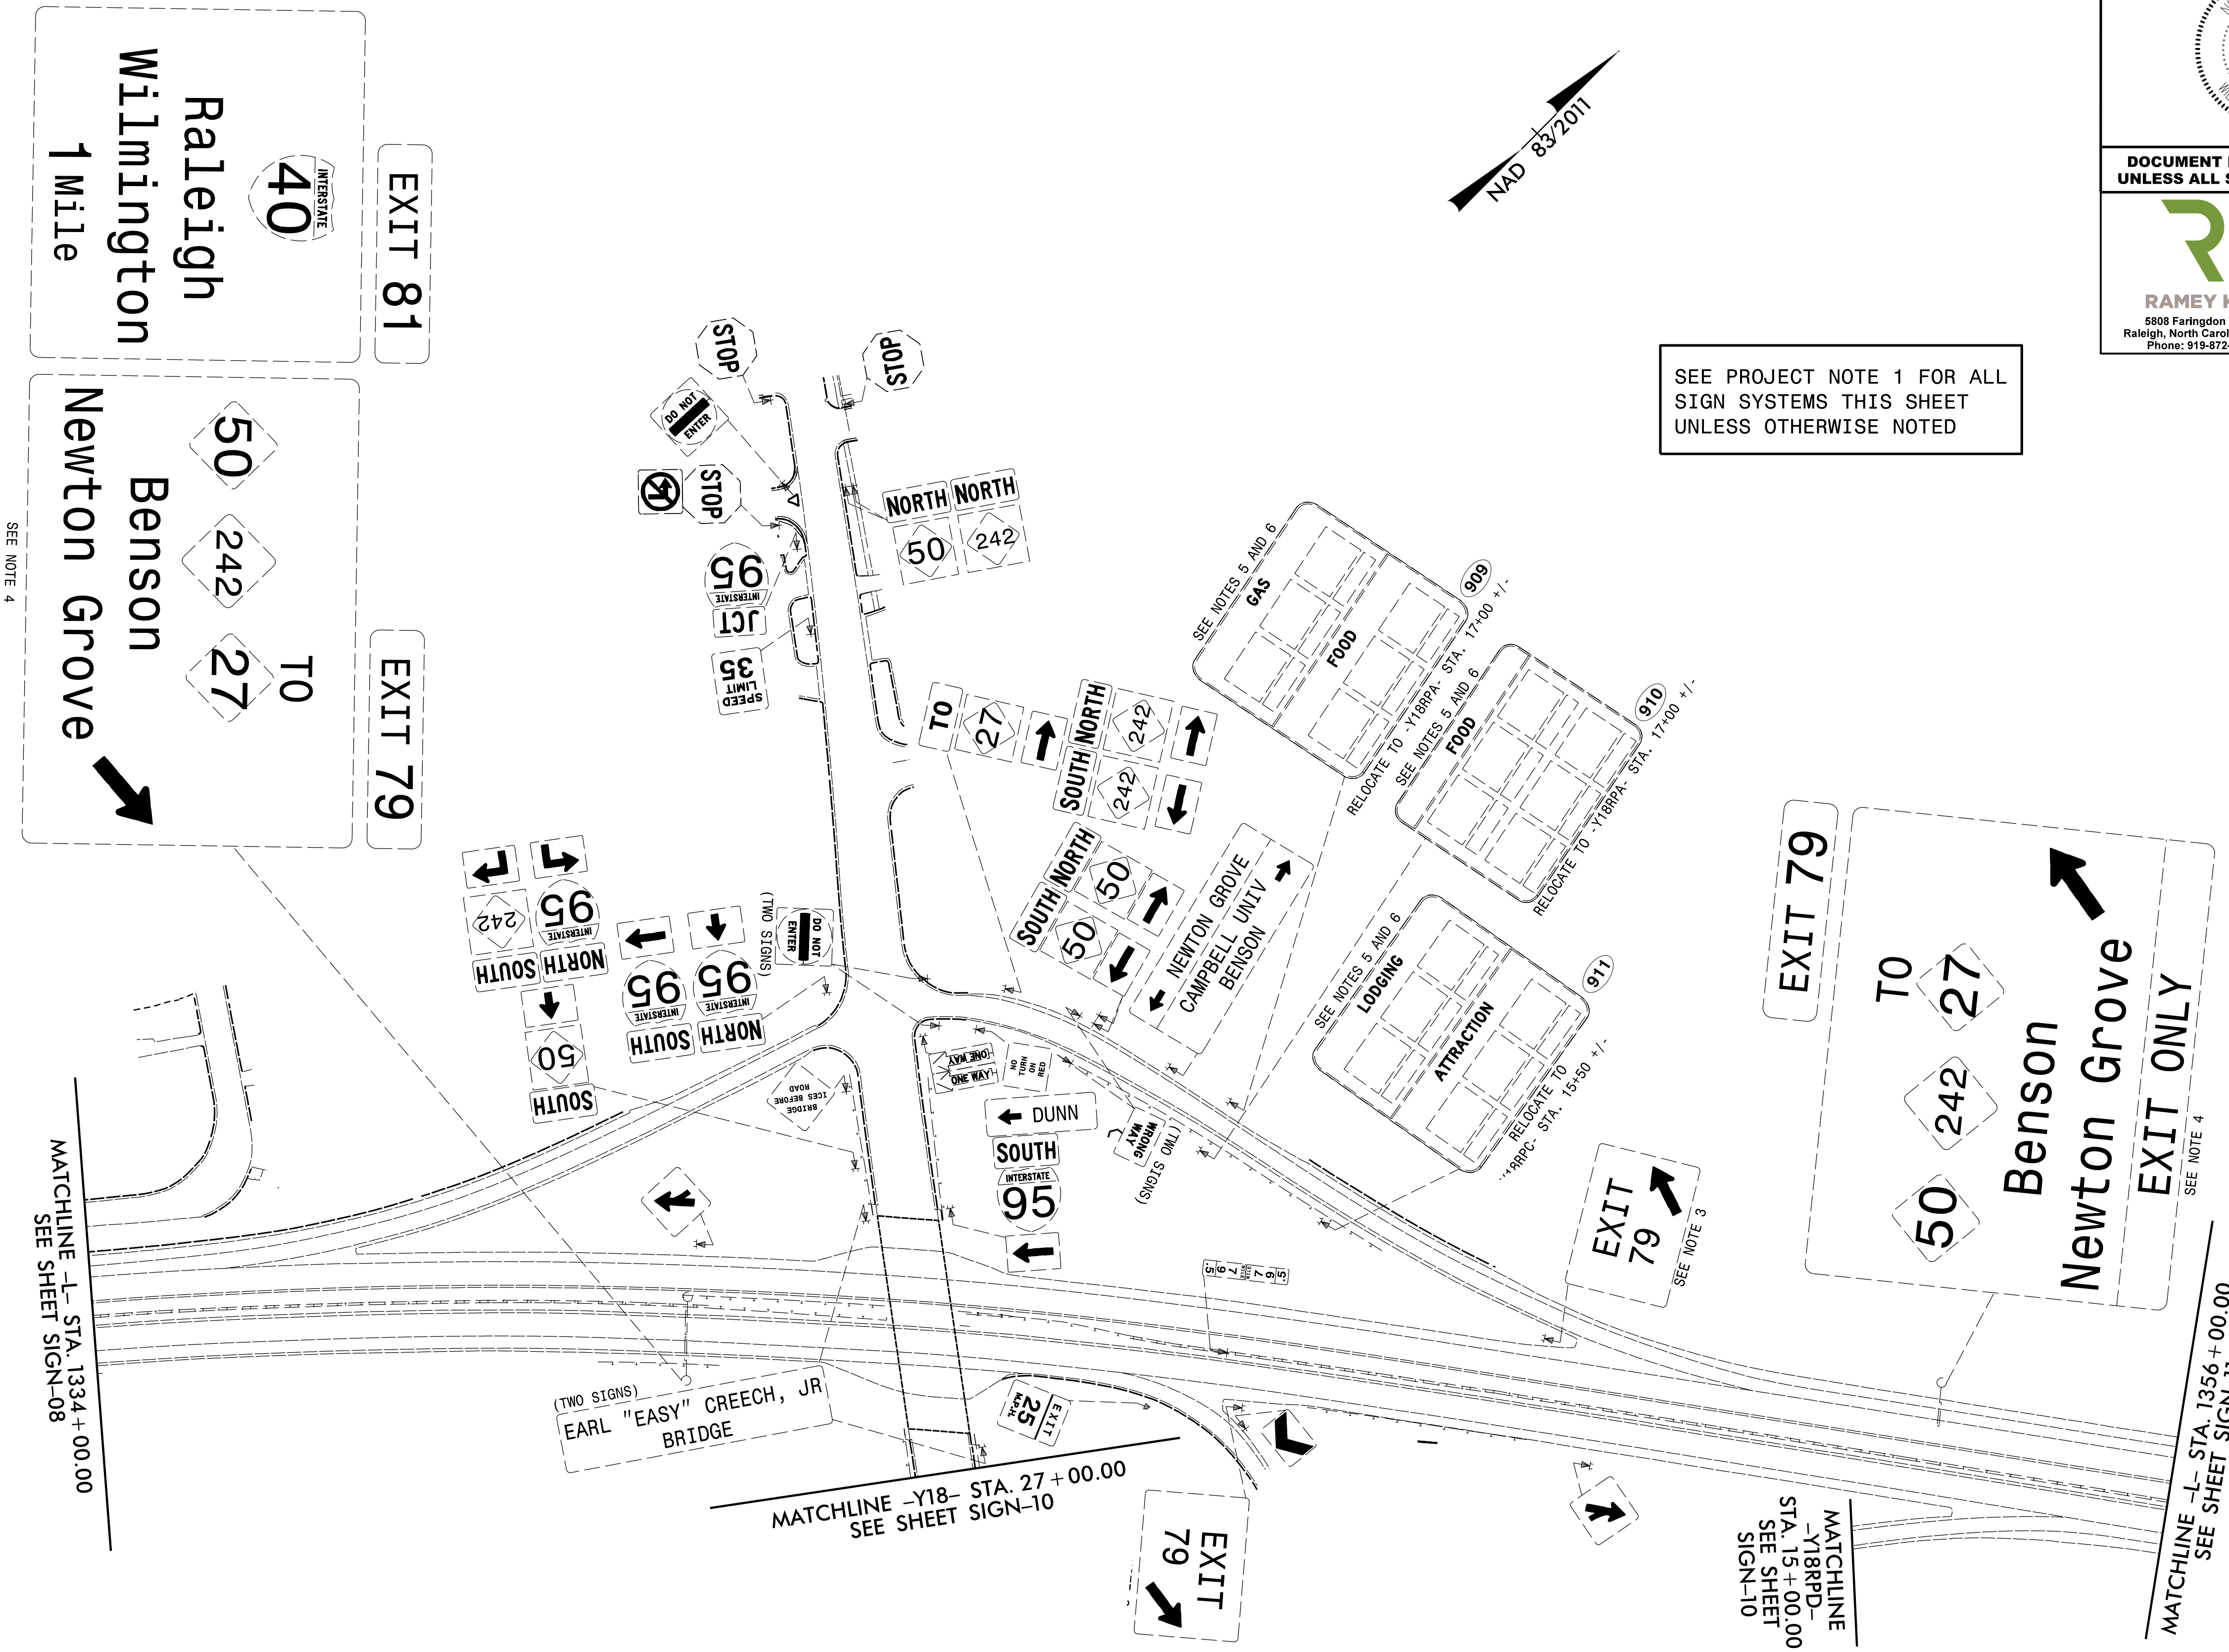 EXIT 81
INTERSTATE
40
Raleigh
Wilmington
1 Mile
EXIT 79
TO
50 242 27
Benson
Newton Grove
SEE NOTE 4
NAD 83/2011
DOCUMENT
UNLESS ALL
RAMEY
5808 Faringdon
Raleigh, North
Phone: 919-872-
SEE PROJECT NOTE 1 FOR ALL
SIGN SYSTEMS THIS SHEET
UNLESS OTHERWISE NOTED
STOP
STOP
DO NOT
ENTER
STOP
NORTH NORTH
50 242
JCT
INTERSTATE
95
SPEED
LIMIT
35
TO
27
NORTH
242
SOUTH
242
NORTH
50
SOUTH
50
NEWTON GROVE
CAMPBELL UNIV
BENSON
SEE NOTES 5 AND 6
GAS
FOOD
909
RELOCATE TO -Y18RPA- STA. 17+00 +/-
SEE NOTES 5 AND 6
FOOD
910
RELOCATE TO -Y18RPA- STA. 17+00 +/-
SEE NOTES 5 AND 6
LODGING
ATTRACTION
911
RELOCATE TO
18RPC- STA. 15+50 +/-
SOUTH
242
NORTH
INTERSTATE
95
SOUTH
50
SOUTH
INTERSTATE
95
NORTH
INTERSTATE
95
(TWO SIGNS)
DO NOT
ENTER
BRIDGE
ICES BEFORE
ROAD
ONE WAY
ONE WAY
NO
TURN
ON
RED
DUNN
SOUTH
INTERSTATE
95
WRONG
WAY
(TWO SIGNS)
EXIT 79
TO
50 242 27
Benson
Newton Grove
EXIT ONLY
SEE NOTE 4
EXIT
79
SEE NOTE 3
MATCHLINE –L– STA. 1334+00.00
SEE SHEET SIGN–08
(TWO SIGNS)
EARL "EASY" CREECH, JR
BRIDGE
EXIT
25
M.P.H.
MATCHLINE –Y18– STA. 27+00.00
SEE SHEET SIGN–10
EXIT
79
MATCHLINE
–Y18RPD–
STA. 15+00.00
SEE SHEET
SIGN–10
MATCHLINE –L– STA. 1356+00.00
SEE SHEET